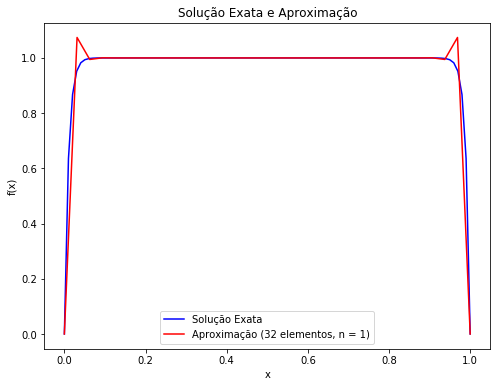 Solução Exata e Aproximação
1.0
0.8
0.6
0.4
0.2
0.0
f(x)
Solução Exata
Aproximação (32 elementos, n = 1)
0.0 0.2 0.4 0.6 0.8 1.0
x